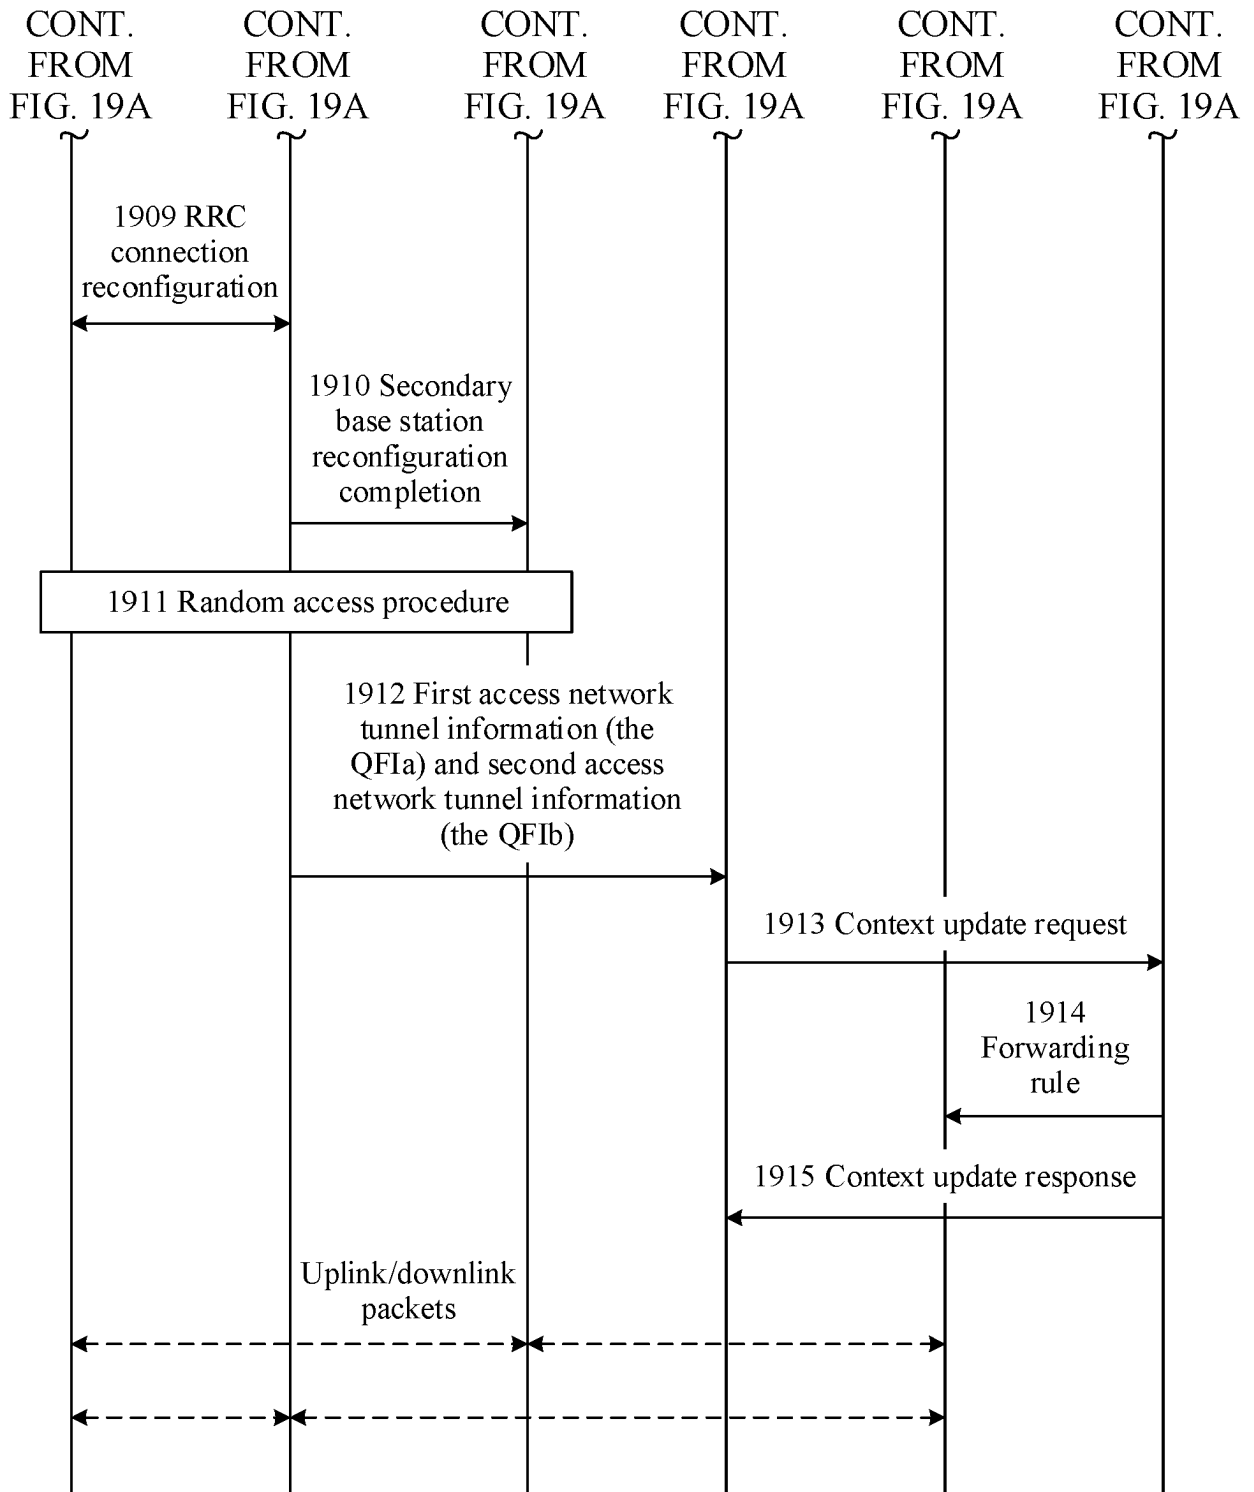 CONT.
FROM
FIG. 19A
CONT.
FROM
FIG. 19A
CONT.
FROM
FIG. 19A
CONT.
FROM
FIG. 19A
CONT.
FROM
FIG. 19A
CONT.
FROM
FIG. 19A
1909 RRC
connection
reconfiguration
1910 Secondary
base station
reconfiguration
completion
1911 Random access procedure
1912 First access network
tunnel information (the
QFIa) and second access
network tunnel information
(the QFIb)
1913 Context update request
1914
Forwarding
rule
1915 Context update response
Uplink/downlink
packets